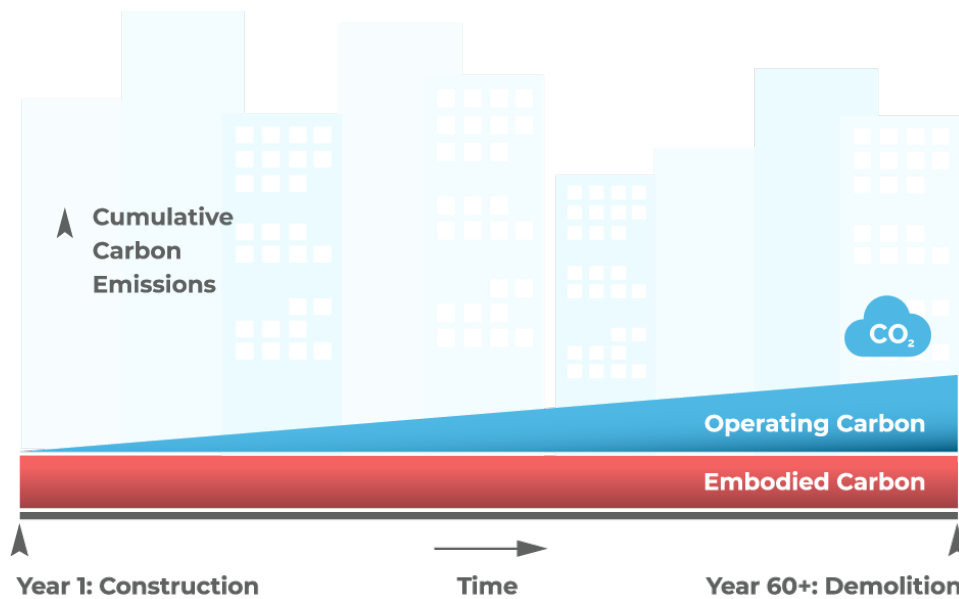 Cumulative
Carbon
Emissions
CO₂
Operating Carbon
Embodied Carbon
Year 1: Construction
Time
Year 60+: Demolition